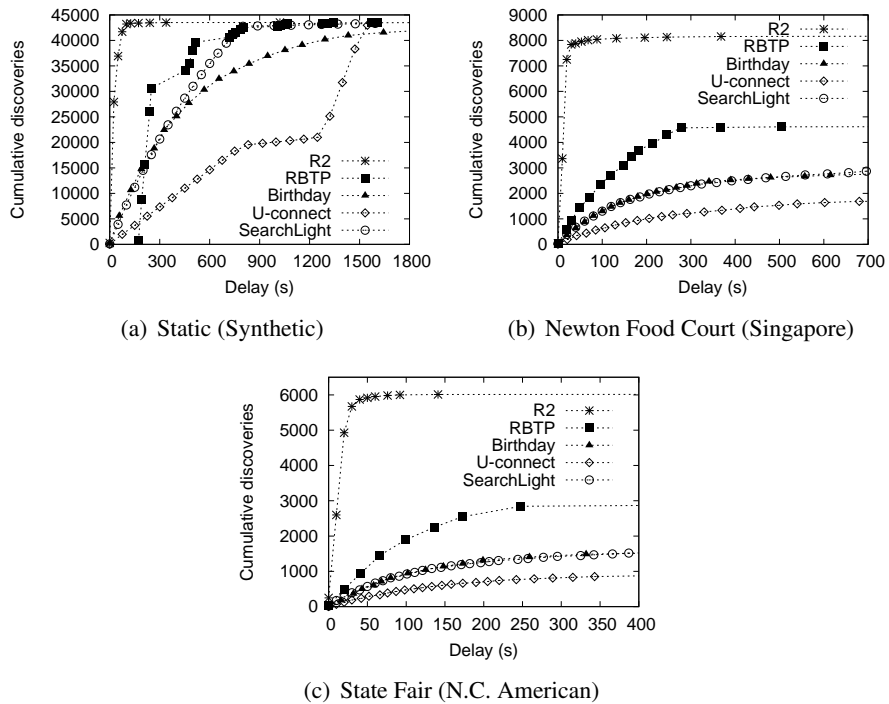 45000
40000
35000
30000
25000
20000
15000
10000
5000
0
Cumulative discoveries
R2
RBTP
Birthday
U-connect
SearchLight
0 300 600 900 1200 1500 1800
Delay (s)
(a) Static (Synthetic)
9000
8000
7000
6000
5000
4000
3000
2000
1000
0
Cumulative discoveries
R2
RBTP
Birthday
U-connect
SearchLight
0 100 200 300 400 500 600 700
Delay (s)
(b) Newton Food Court (Singapore)
6000
5000
4000
3000
2000
1000
0
Cumulative discoveries
R2
RBTP
Birthday
U-connect
SearchLight
0 50 100 150 200 250 300 350 400
Delay (s)
(c) State Fair (N.C. American)